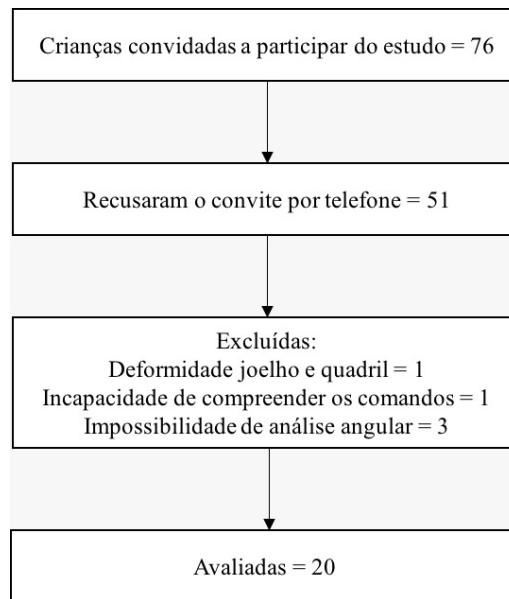 Crianças convidadas a participar do estudo = 76
Recusaram o convite por telefone = 51
Excluídas:
Deformidade joelho e quadril = 1
Incapacidade de compreender os comandos = 1
Impossibilidade de análise angular = 3
Avaliadas = 20